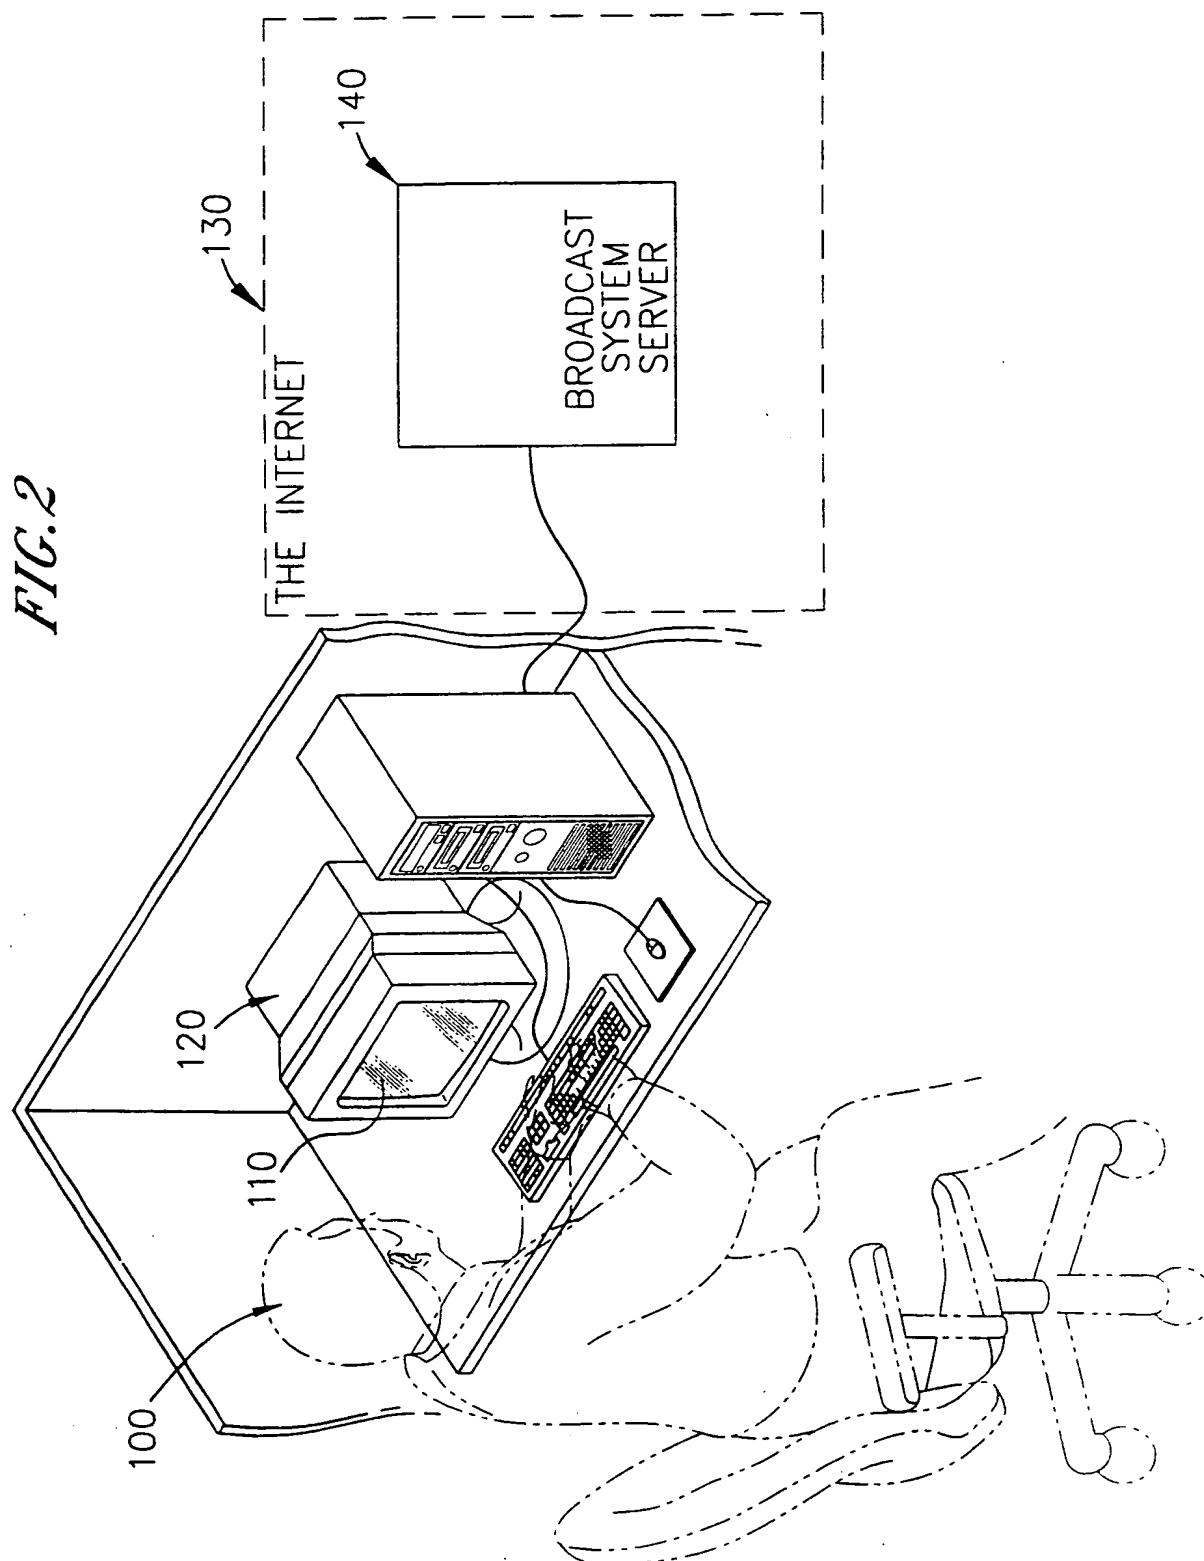 FIG. 2
100
110
120
THE INTERNET
130
140
BROADCAST
SYSTEM
SERVER